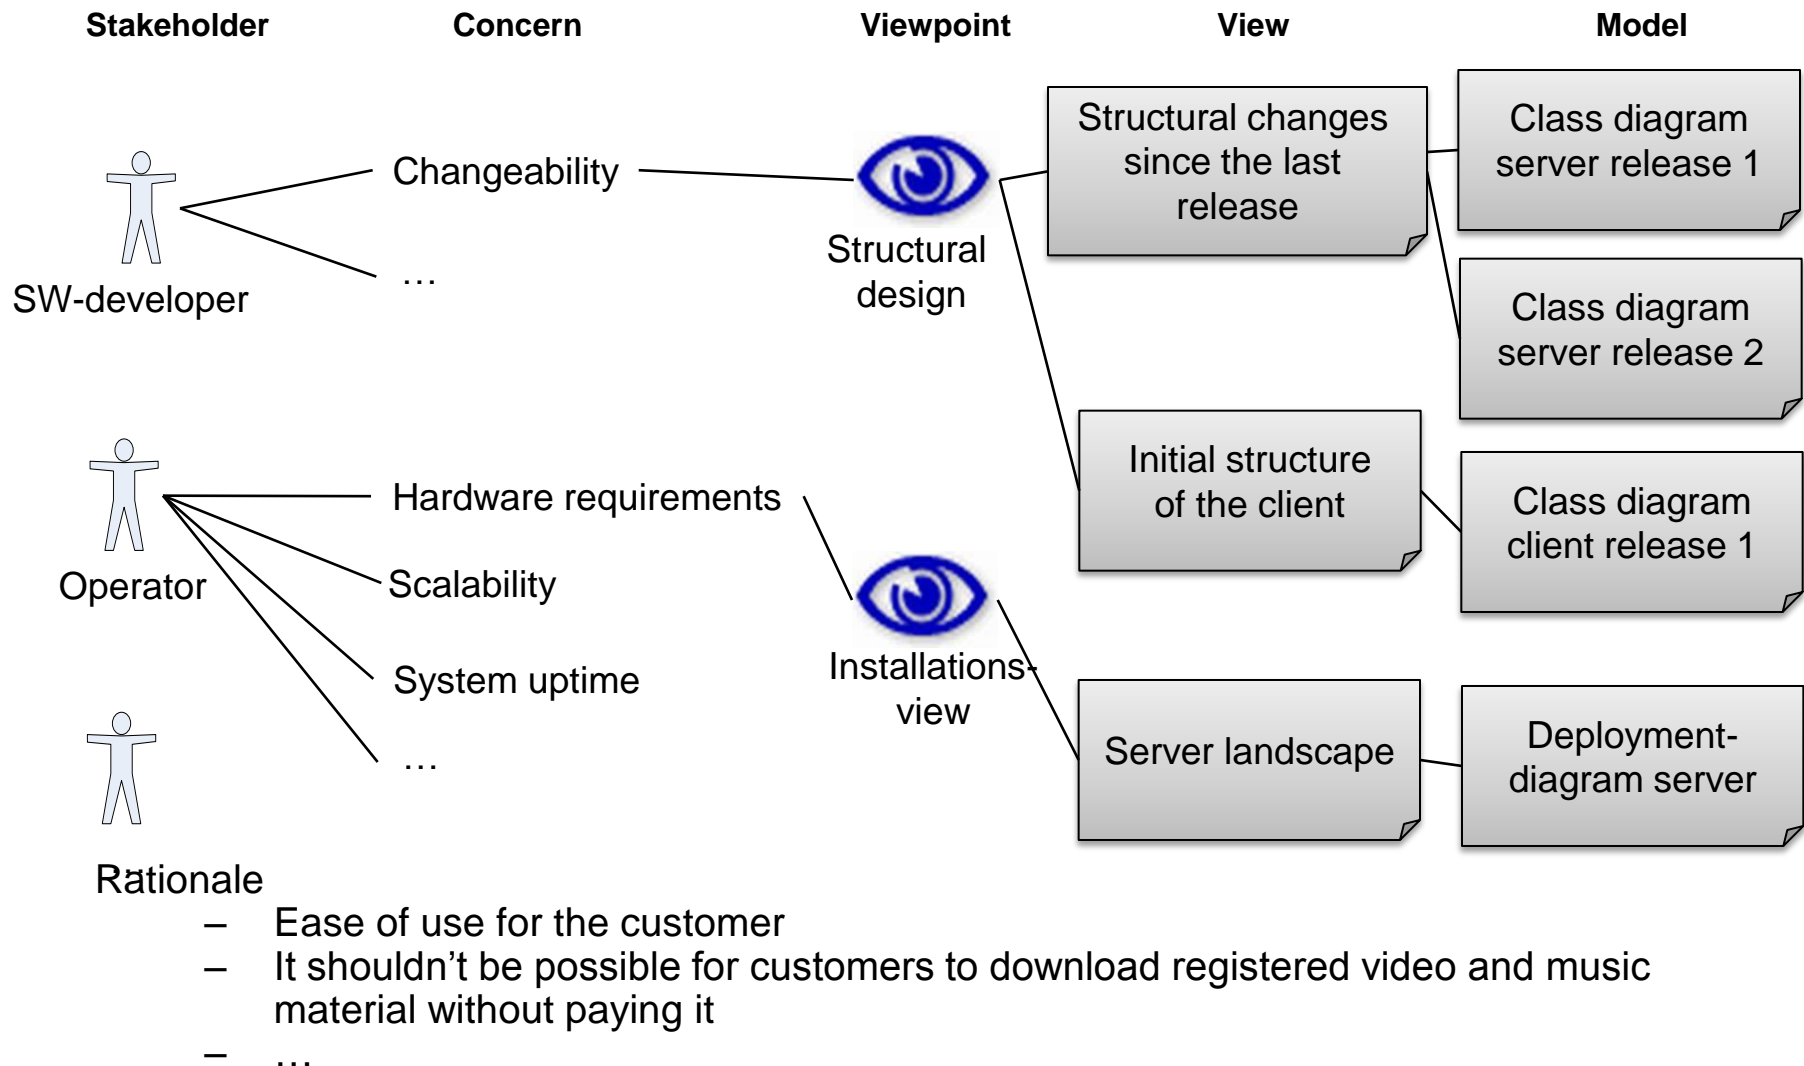 Stakeholder Concern Viewpoint View Model
Changeability
…
SW-developer
Structural
design
Structural changes
since the last
release
Class diagram
server release 1
Class diagram
server release 2
Initial structure
of the client
Class diagram
client release 1
Operator
Hardware requirements
Scalability
System uptime
…
Installations-
view
Server landscape
Deployment-
diagram server
…
Rationale
– Ease of use for the customer
– It shouldn’t be possible for customers to download registered video and music
material without paying it
– …